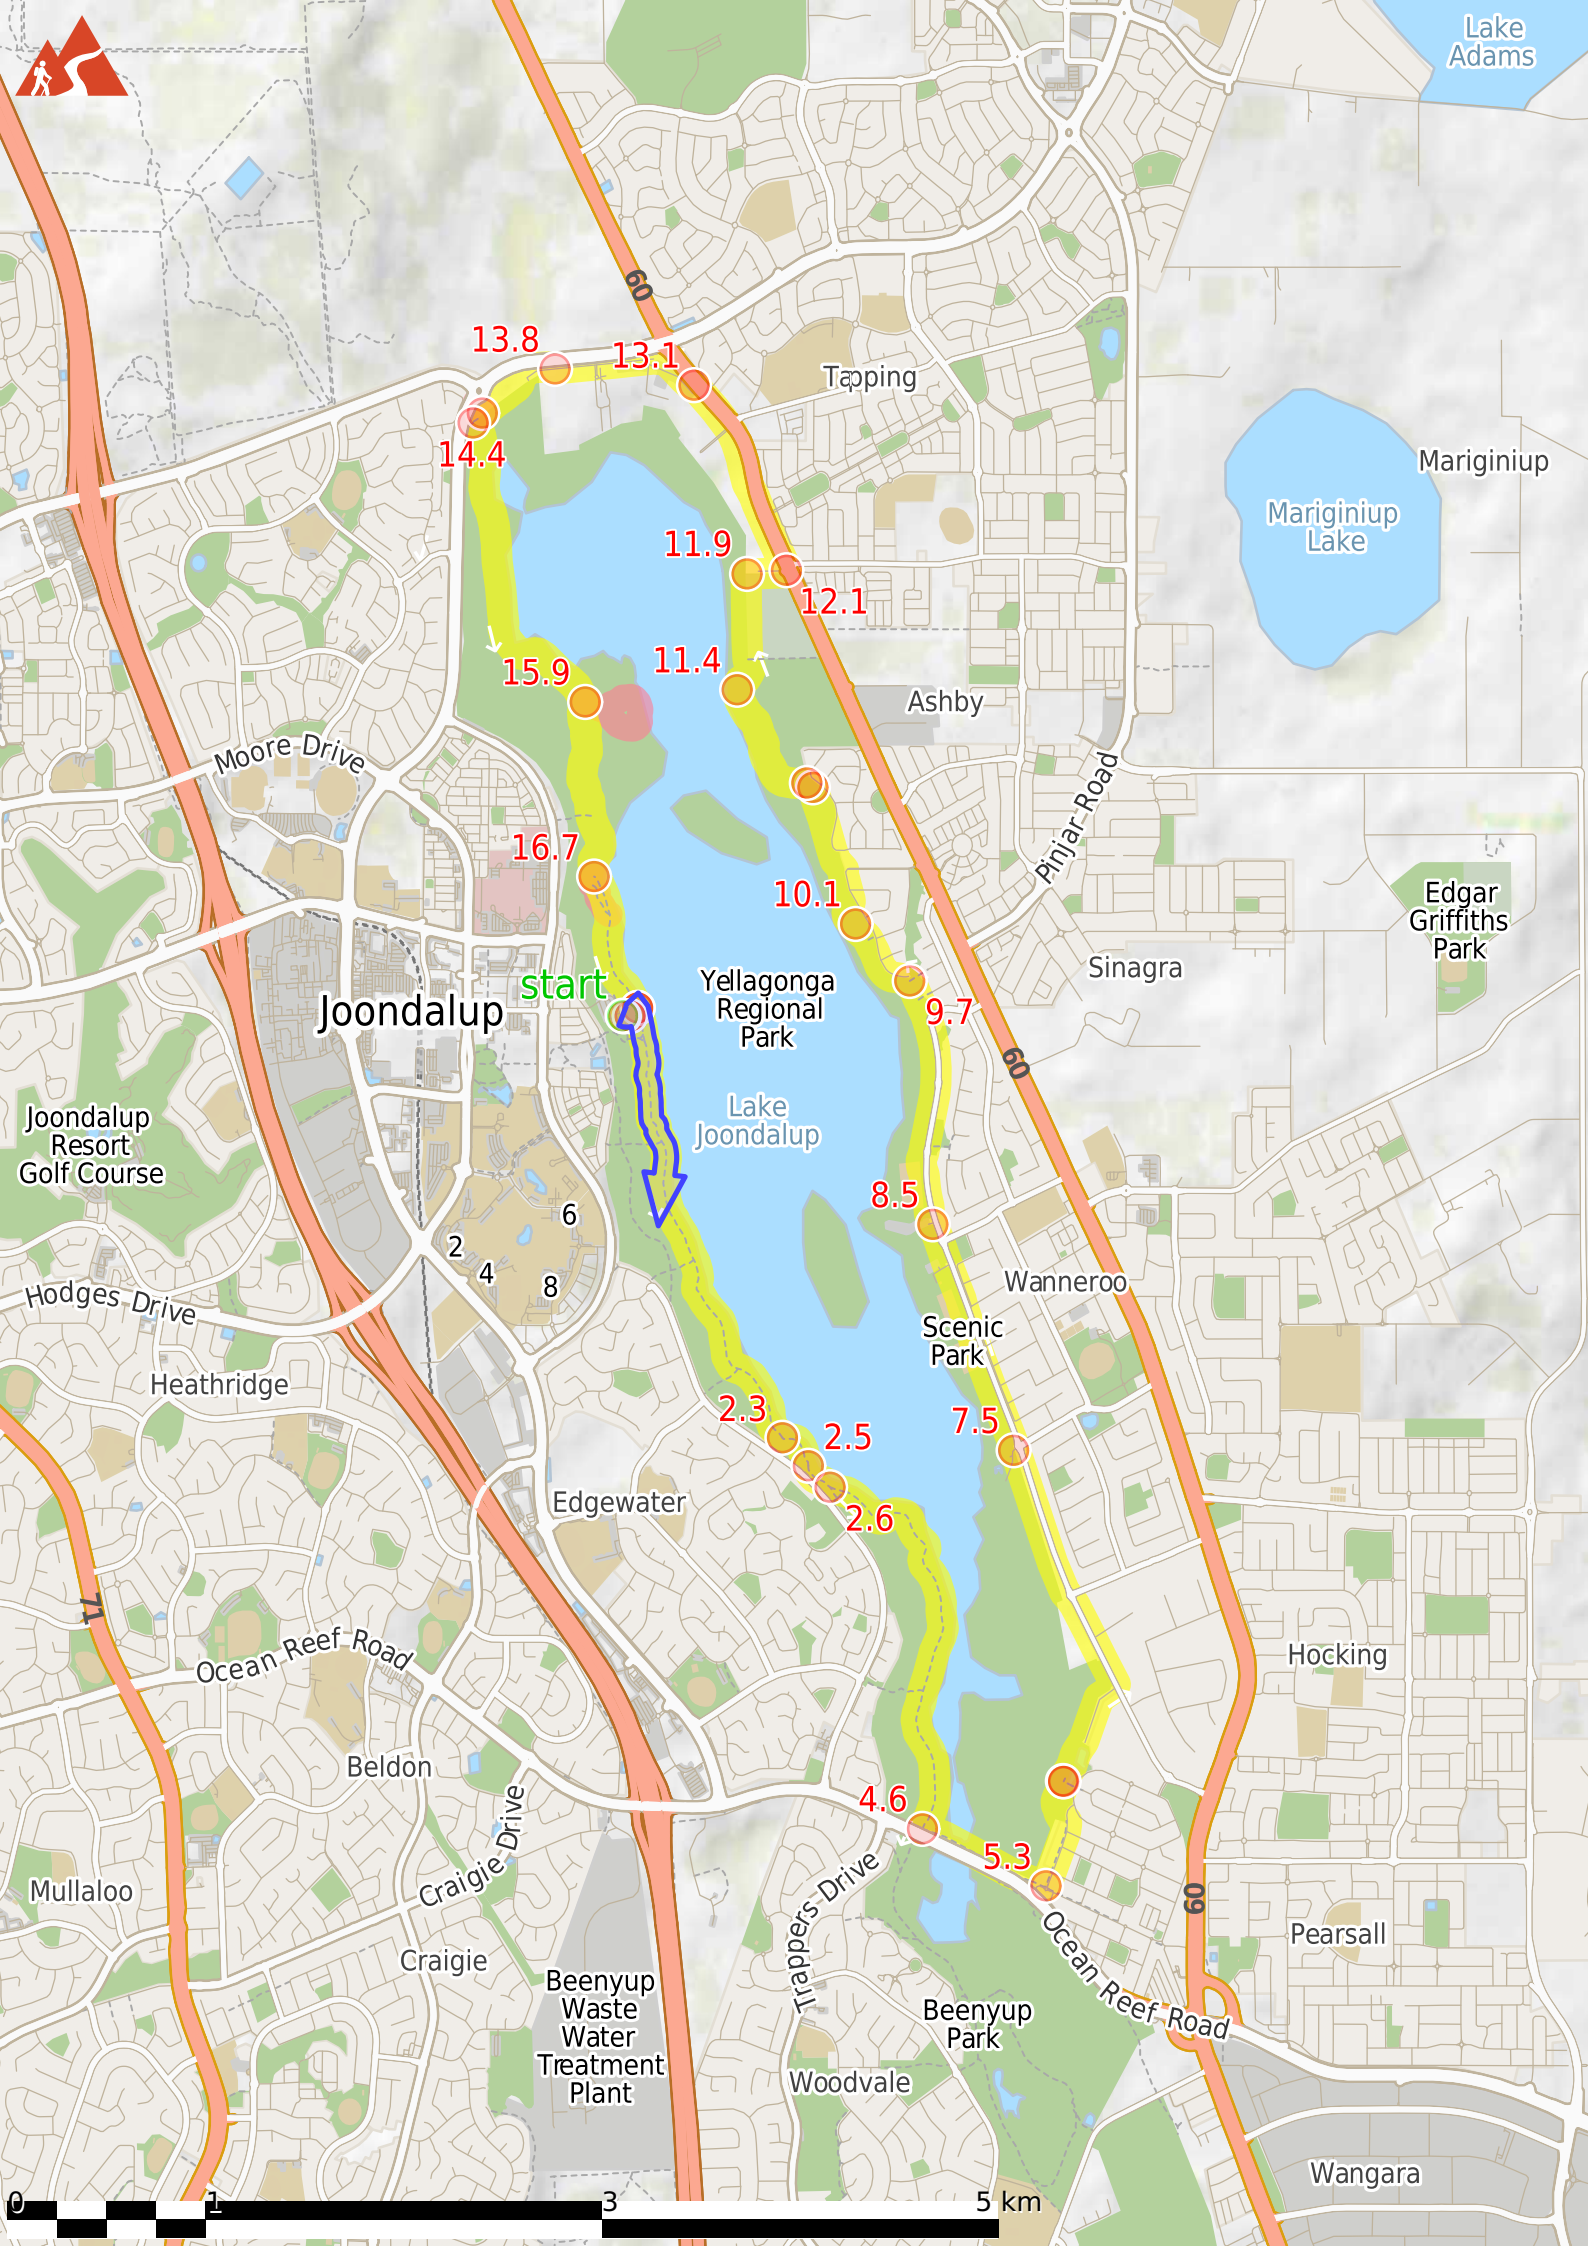 Lake
Adams
60
13.8
13.1
Tapping
14.4
Mariginiup
Mariginiup
Lake
11.9
12.1
15.9
11.4
Ashby
Moore Drive
Pinjar Road
16.7
10.1
Edgar
Griffiths
Park
Sinagra
start
Yellagonga
Regional
Park
Joondalup
9.7
60
Lake
Joondalup
Joondalup
Resort
Golf Course
8.5
6
2
4
8
Hodges Drive
Wanneroo
Scenic
Park
Heathridge
2.3
2.5
7.5
Edgewater
2.6
71
Ocean Reef Road
Hocking
Beldon
4.6
Craigie Drive
5.3
Mullaloo
Trappers Drive
60
Ocean Reef Road
Pearsall
Craigie
Beenyup
Waste
Water
Treatment
Plant
Beenyup
Park
Woodvale
Wangara
0
1
3
5 km